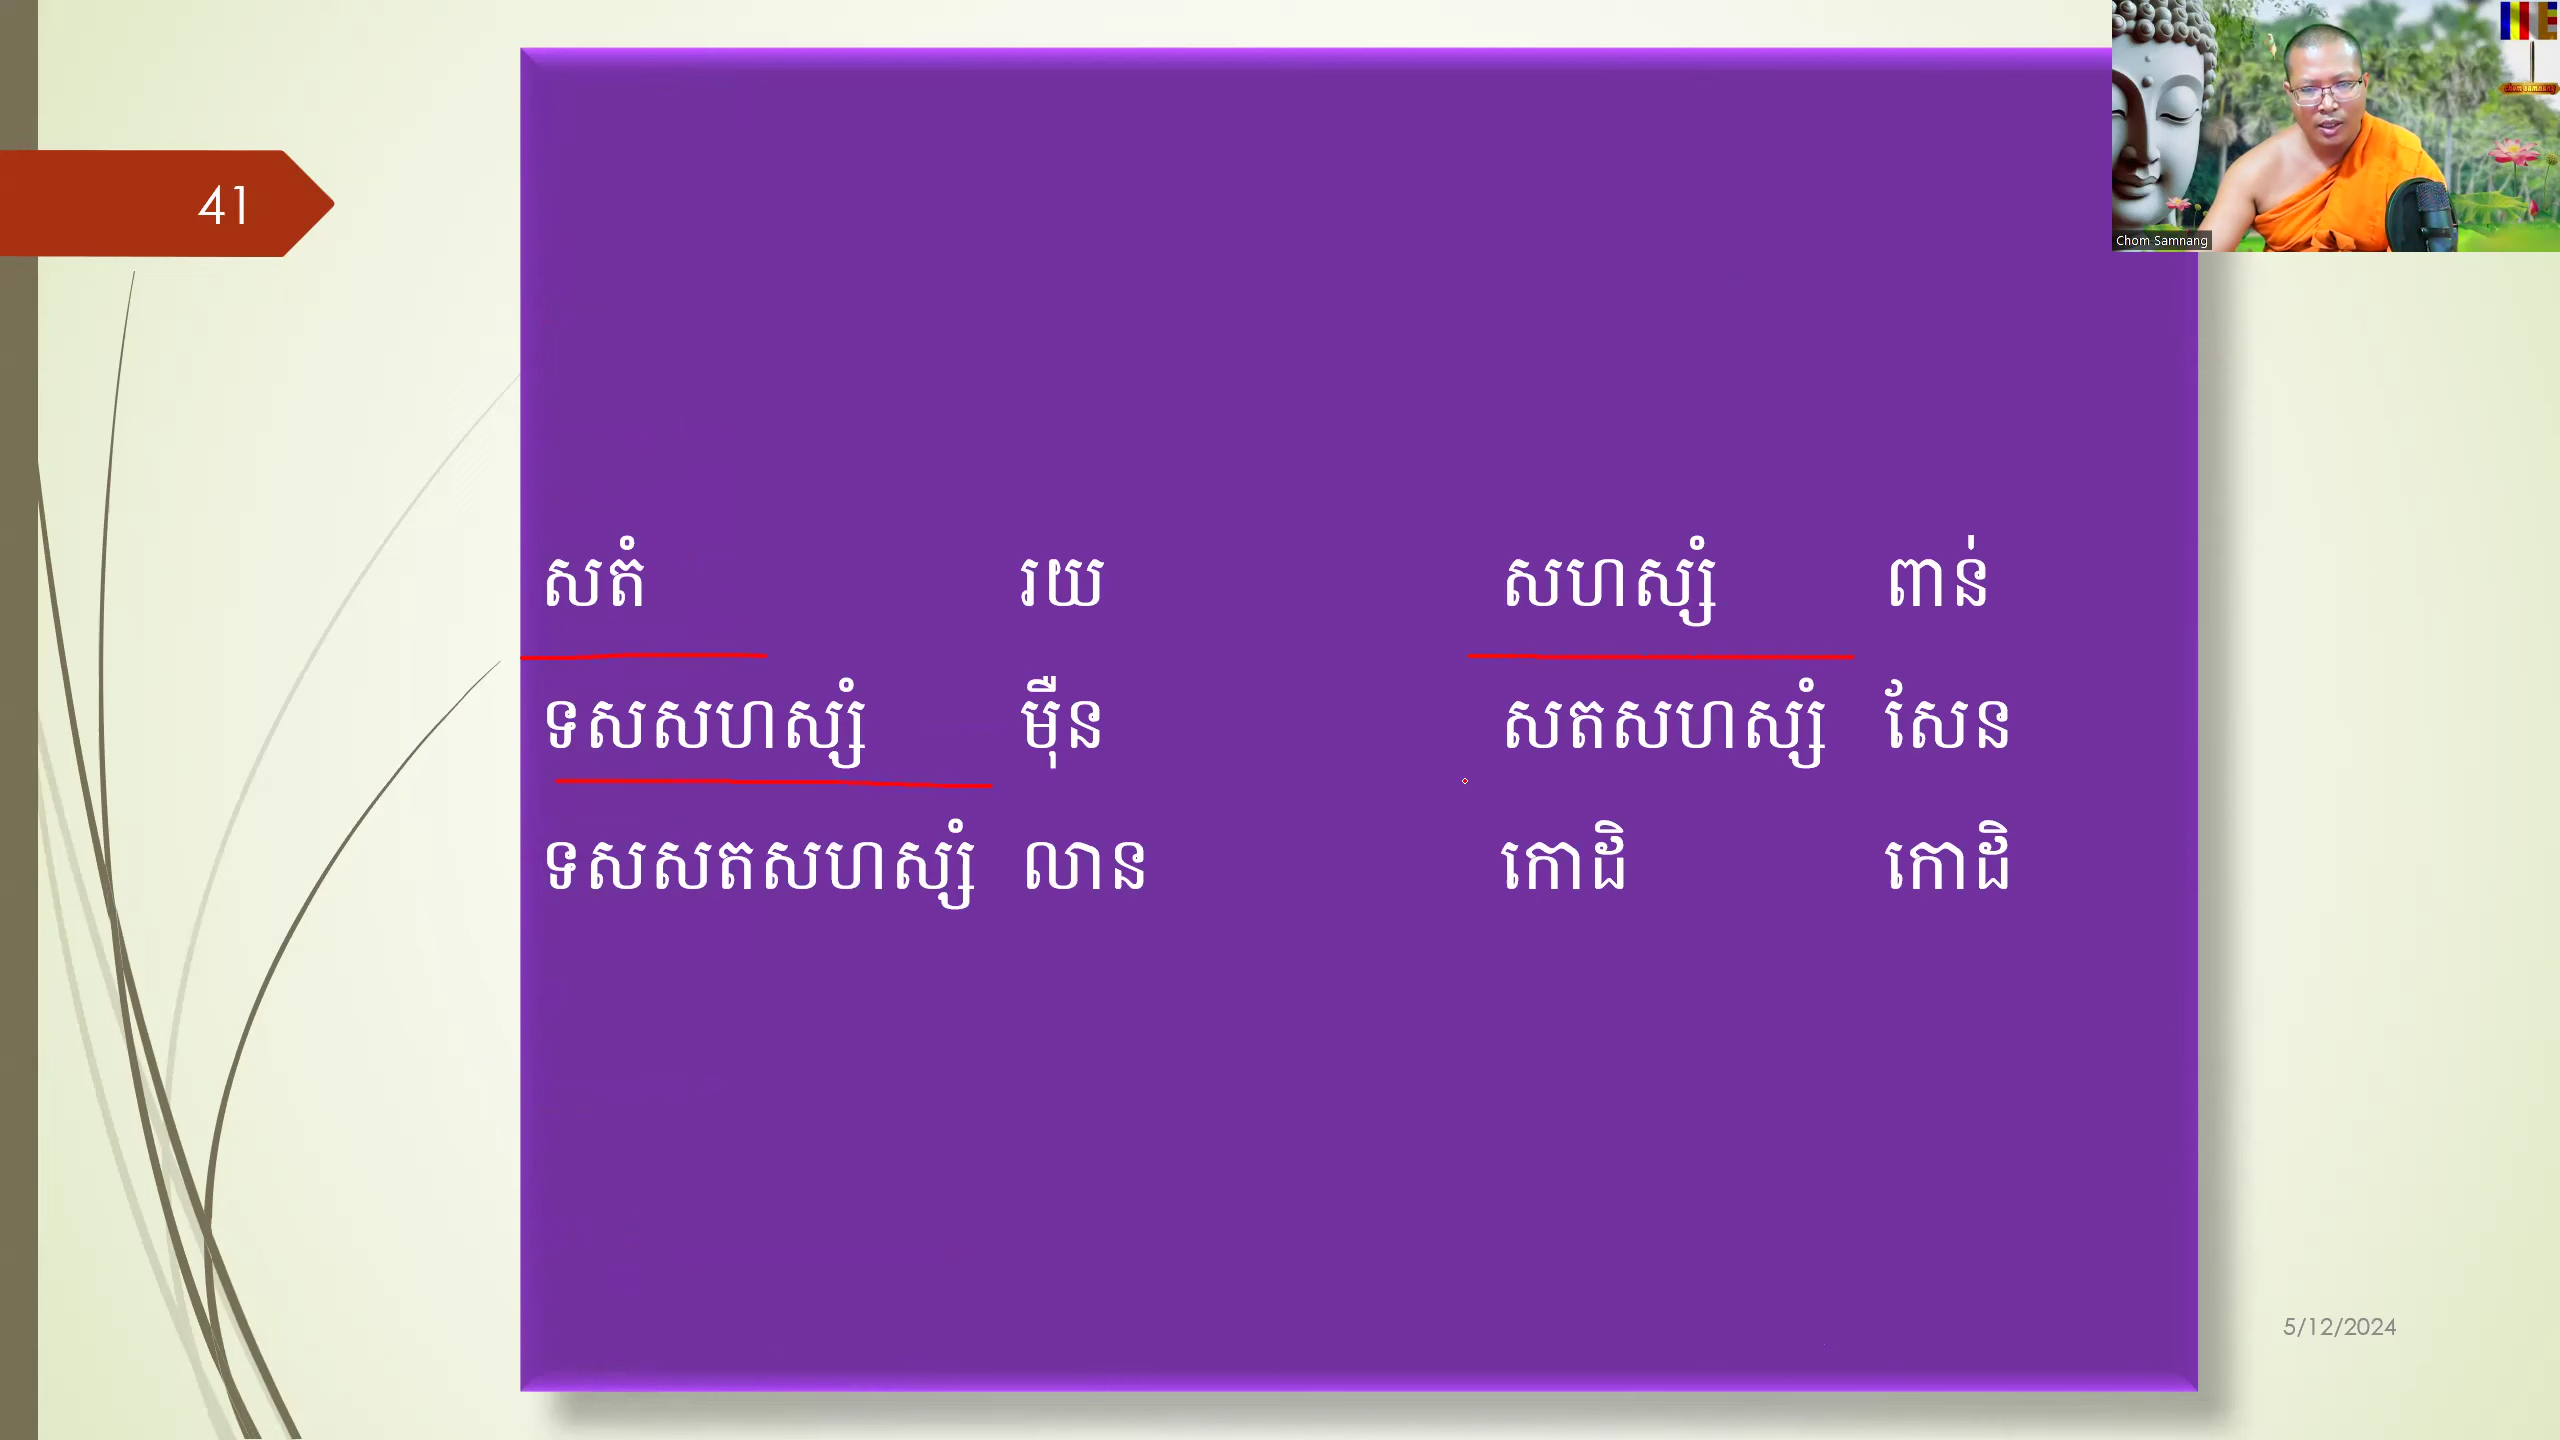 41
Chom Samnang
សតំ រយ សហស្សំ ពាន់
ទសសហស្សំ ម៉ឺន សតសហស្សំ សែន
ទសសតសហស្សំ លាន កោដិ កោដិ
5/12/2024